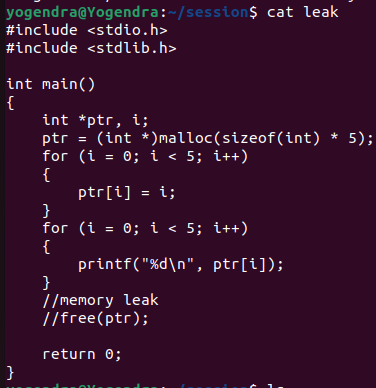 yogendra@Yogendra:~/session$ cat leak
#include <stdio.h>
#include <stdlib.h>

int main()
{
    int *ptr, i;
    ptr = (int *)malloc(sizeof(int) * 5);
    for (i = 0; i < 5; i++)
    {
        ptr[i] = i;
    }
    for (i = 0; i < 5; i++)
    {
        printf("%d\n", ptr[i]);
    }
    //memory leak
    //free(ptr);

    return 0;
}